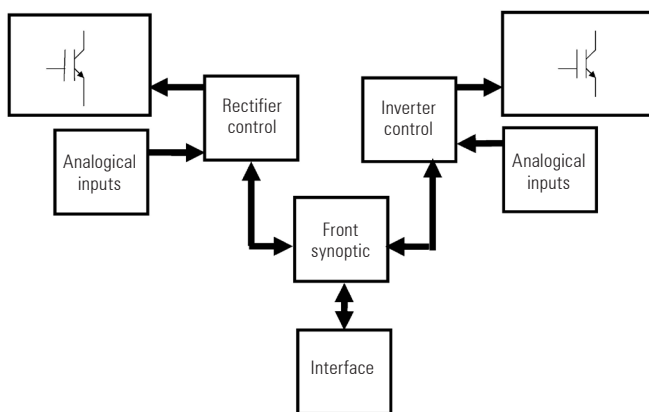 Rectifier
control
Inverter
control
Analogical
inputs
Analogical
inputs
Front
synoptic
Interface